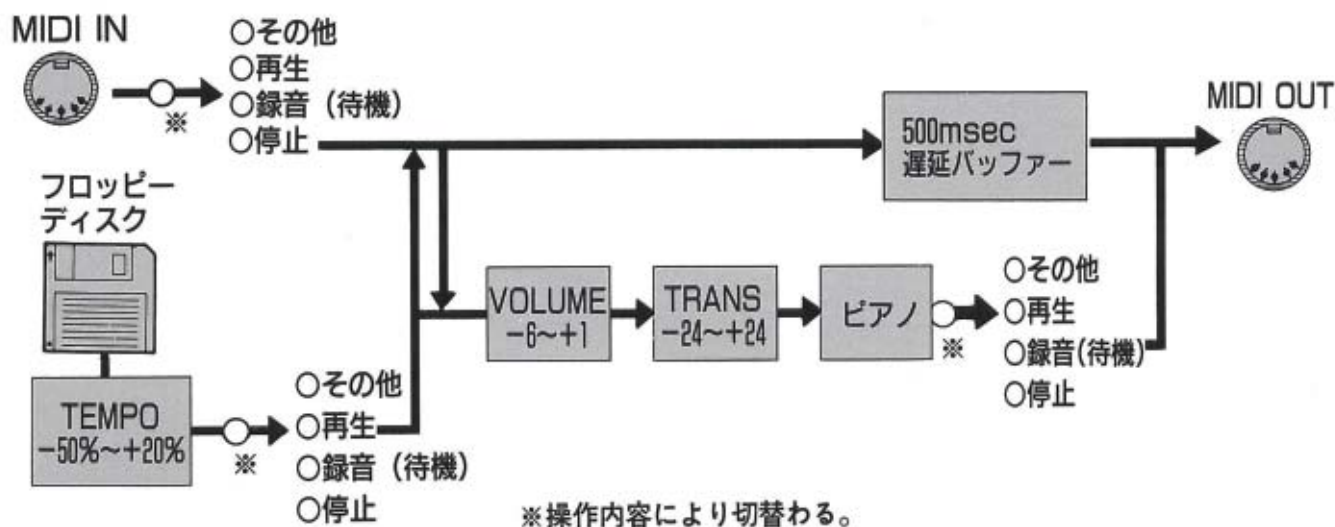 MIDI IN
○その他
○再生
○録音（待機）
○停止
※
500msec
遅延バッファー
MIDI OUT
フロッピー
ディスク
TEMPO
-50%～+20%
※
○その他
○再生
○録音（待機）
○停止
VOLUME
-6～+1
TRANS
-24～+24
ピアノ
※
○その他
○再生
○録音(待機)
○停止
※操作内容により切替わる。